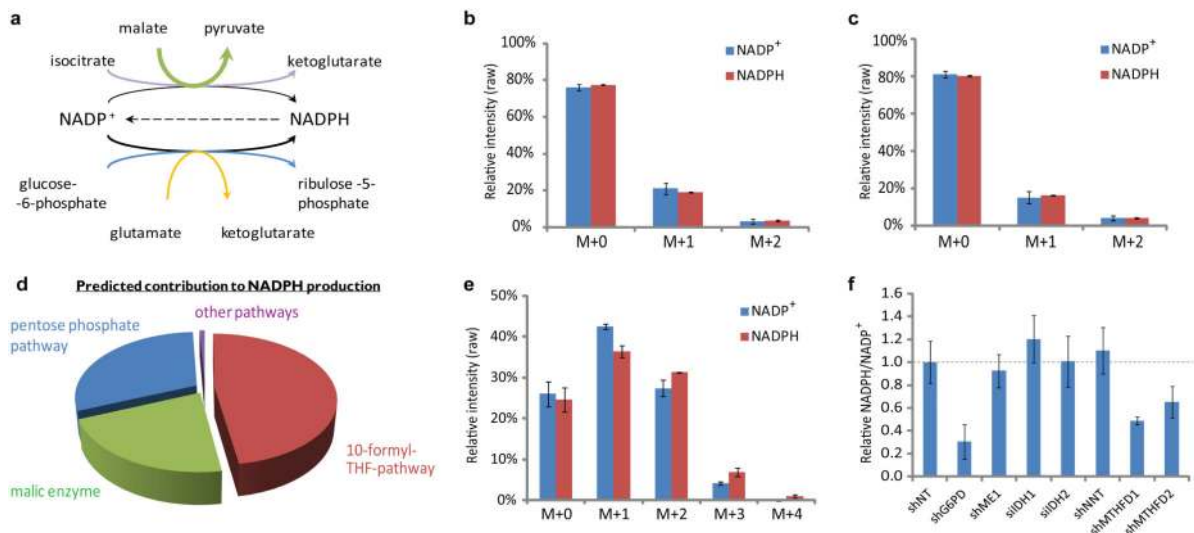 a
malate pyruvate
isocitrate ketoglutarate
NADP+ NADPH
glucose-
-6-phosphate
ribulose -5-
phosphate
glutamate ketoglutarate
b
Relative intensity (raw)
100%
80%
60%
40%
20%
0%
NADP+
NADPH
M+0 M+1 M+2
c
Relative intensity (raw)
100%
80%
60%
40%
20%
0%
NADP+
NADPH
M+0 M+1 M+2
d
Predicted contribution to NADPH production
other pathways
pentose phosphate
pathway
10-formyl-
THF-pathway
malic enzyme
e
Relative intensity (raw)
50%
40%
30%
20%
10%
0%
NADP+
NADPH
M+0 M+1 M+2 M+3 M+4
f
Relative NADPH/NADP+
1.6
1.4
1.2
1.0
0.8
0.6
0.4
0.2
0.0
shNT
shG6PD
shME1
siIDH1
siIDH2
shNNT
shMTHFD1
shMTHFD2